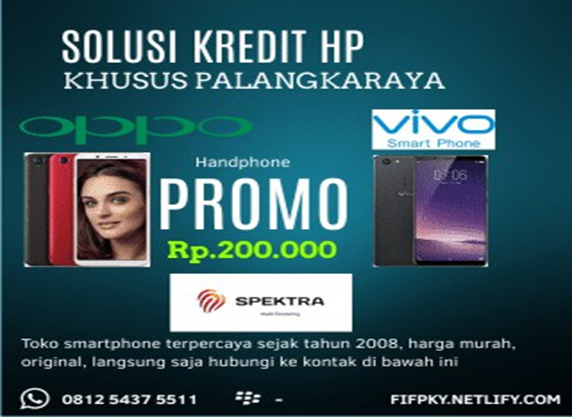 SOLUSI KREDIT HP
KHUSUS PALANGKARAYA
oppo
vivo
Smart Phone
Handphone
PROMO
Rp.200.000
SPEKTRA
multi financing
Toko smartphone terpercaya sejak tahun 2008, harga murah,
original, langsung saja hubungi ke kontak di bawah ini
0812 5437 5511
-
FIFPKY.NETLIFY.COM